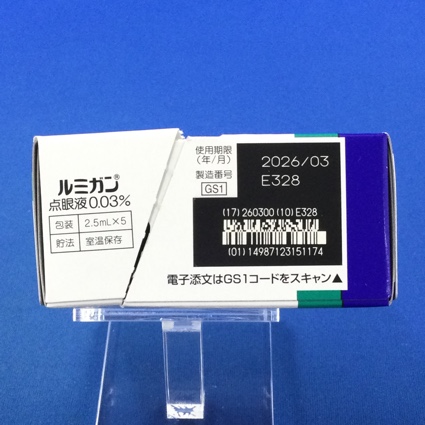 ルミガン®
点眼液0.03%
包装 2.5mL×5
貯法 室温保存
使用期限
(年/月)
製造番号
GS1
2026/03
E328
(17)260300(10)E328
(01)14987123151174
電子添文はGS1コードをスキャン▲